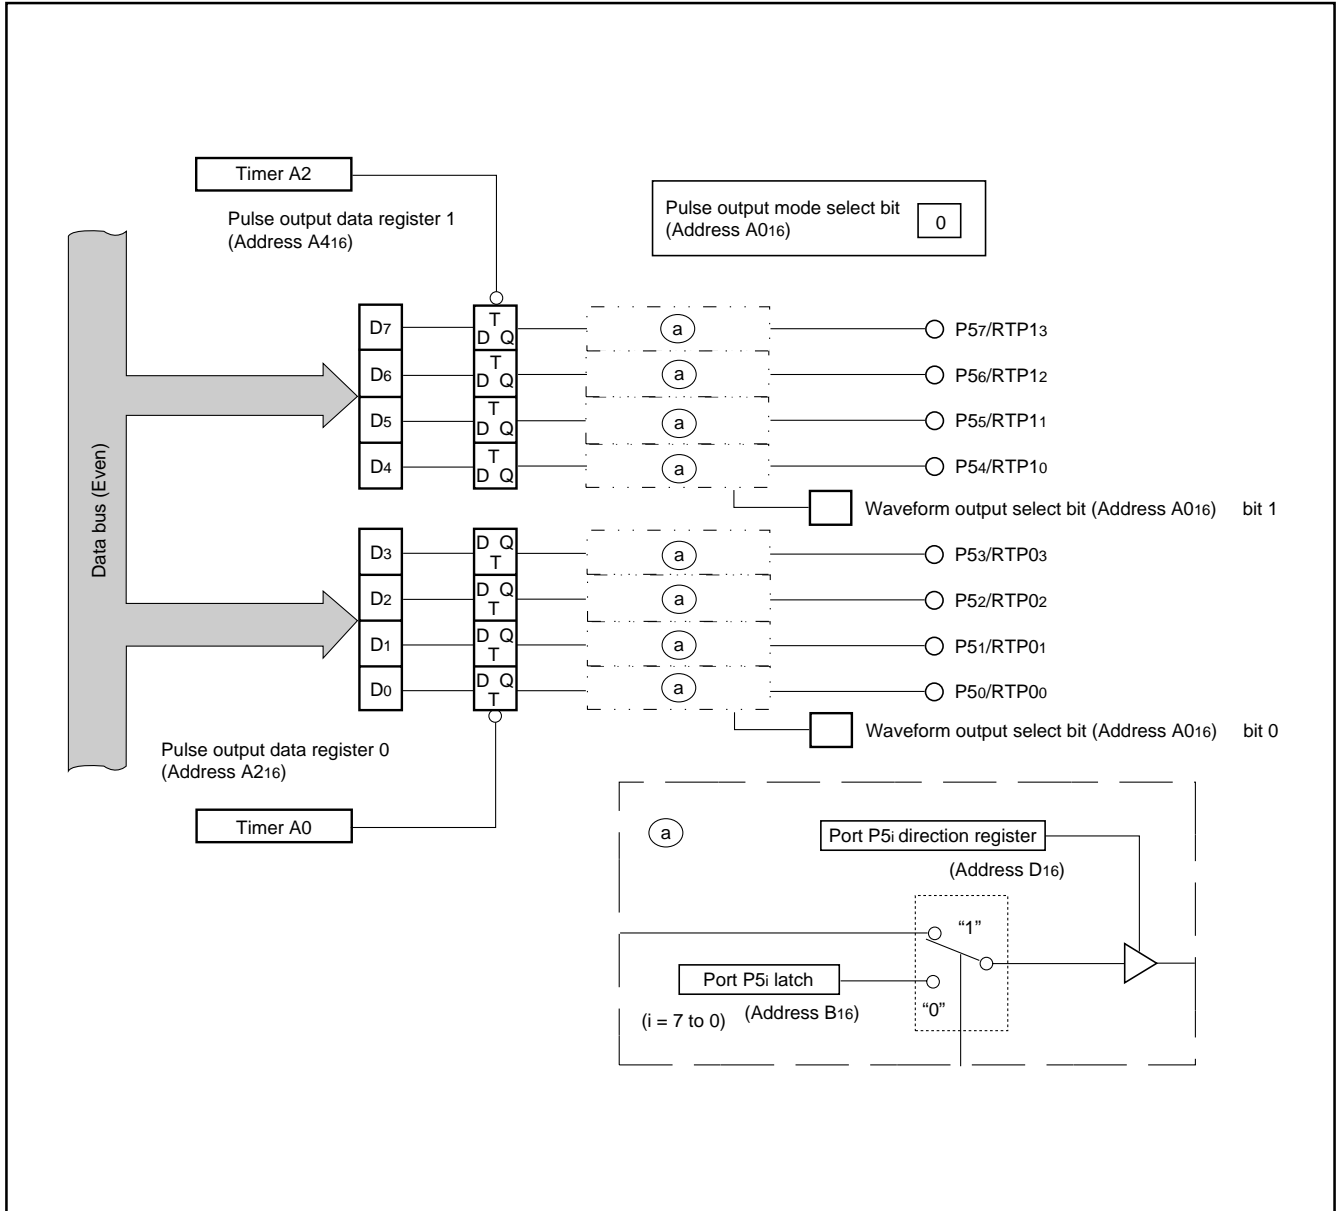 Timer A2
Pulse output data register 1
(Address A416)
Pulse output mode select bit
(Address A016)
0
Data bus (Even)
D7
T
D Q
a
P57/RTP13
D6
T
D Q
a
P56/RTP12
D5
T
D Q
a
P55/RTP11
D4
T
D Q
a
P54/RTP10
Waveform output select bit (Address A016) bit 1
D3
D Q
T
a
P53/RTP03
D2
D Q
T
a
P52/RTP02
D1
D Q
T
a
P51/RTP01
D0
D Q
T
a
P50/RTP00
Waveform output select bit (Address A016) bit 0
Pulse output data register 0
(Address A216)
Timer A0
a
Port P5i direction register
(Address D16)
“1”
Port P5i latch
“0”
(i = 7 to 0)
(Address B16)